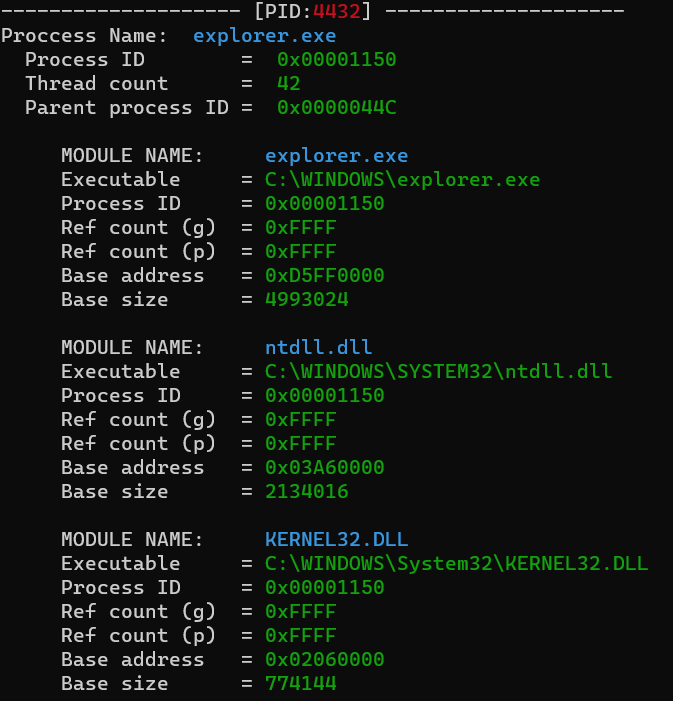 -------------------- [PID:4432] --------------------
Proccess Name:  explorer.exe
  Process ID        =  0x00001150
  Thread count      =  42
  Parent process ID =  0x0000044C

     MODULE NAME:     explorer.exe
     Executable     = C:\WINDOWS\explorer.exe
     Process ID     = 0x00001150
     Ref count (g)  = 0xFFFF
     Ref count (p)  = 0xFFFF
     Base address   = 0xD5FF0000
     Base size      = 4993024

     MODULE NAME:     ntdll.dll
     Executable     = C:\WINDOWS\SYSTEM32\ntdll.dll
     Process ID     = 0x00001150
     Ref count (g)  = 0xFFFF
     Ref count (p)  = 0xFFFF
     Base address   = 0x03A60000
     Base size      = 2134016

     MODULE NAME:     KERNEL32.DLL
     Executable     = C:\WINDOWS\System32\KERNEL32.DLL
     Process ID     = 0x00001150
     Ref count (g)  = 0xFFFF
     Ref count (p)  = 0xFFFF
     Base address   = 0x02060000
     Base size      = 774144